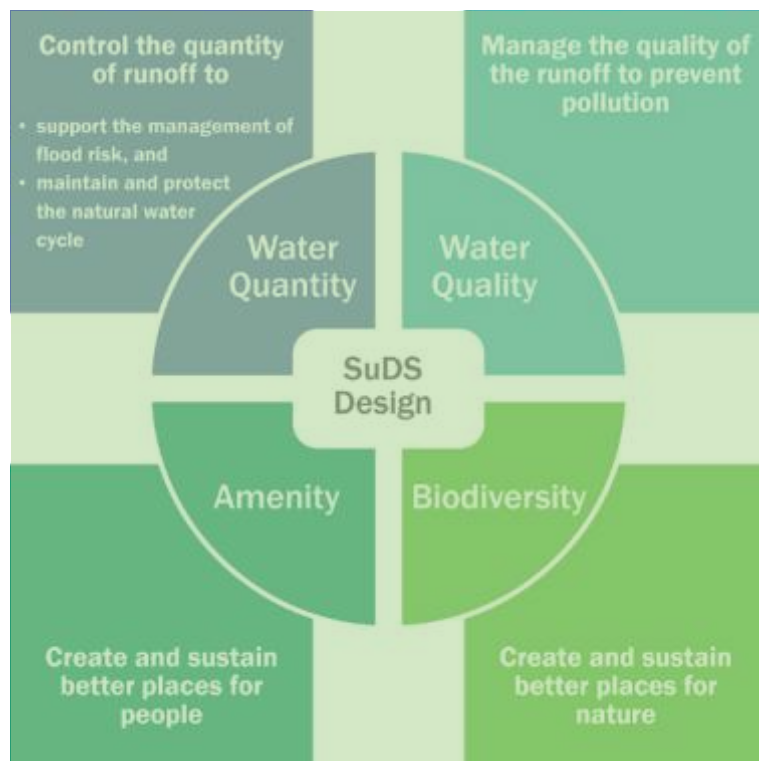 Control the quantity
of runoff to
• support the management of
flood risk, and
• maintain and protect
the natural water
cycle
Manage the quality of
the runoff to prevent
pollution
Water
Quantity
Water
Quality
SuDS
Design
Amenity
Biodiversity
Create and sustain
better places for
people
Create and sustain
better places for
nature